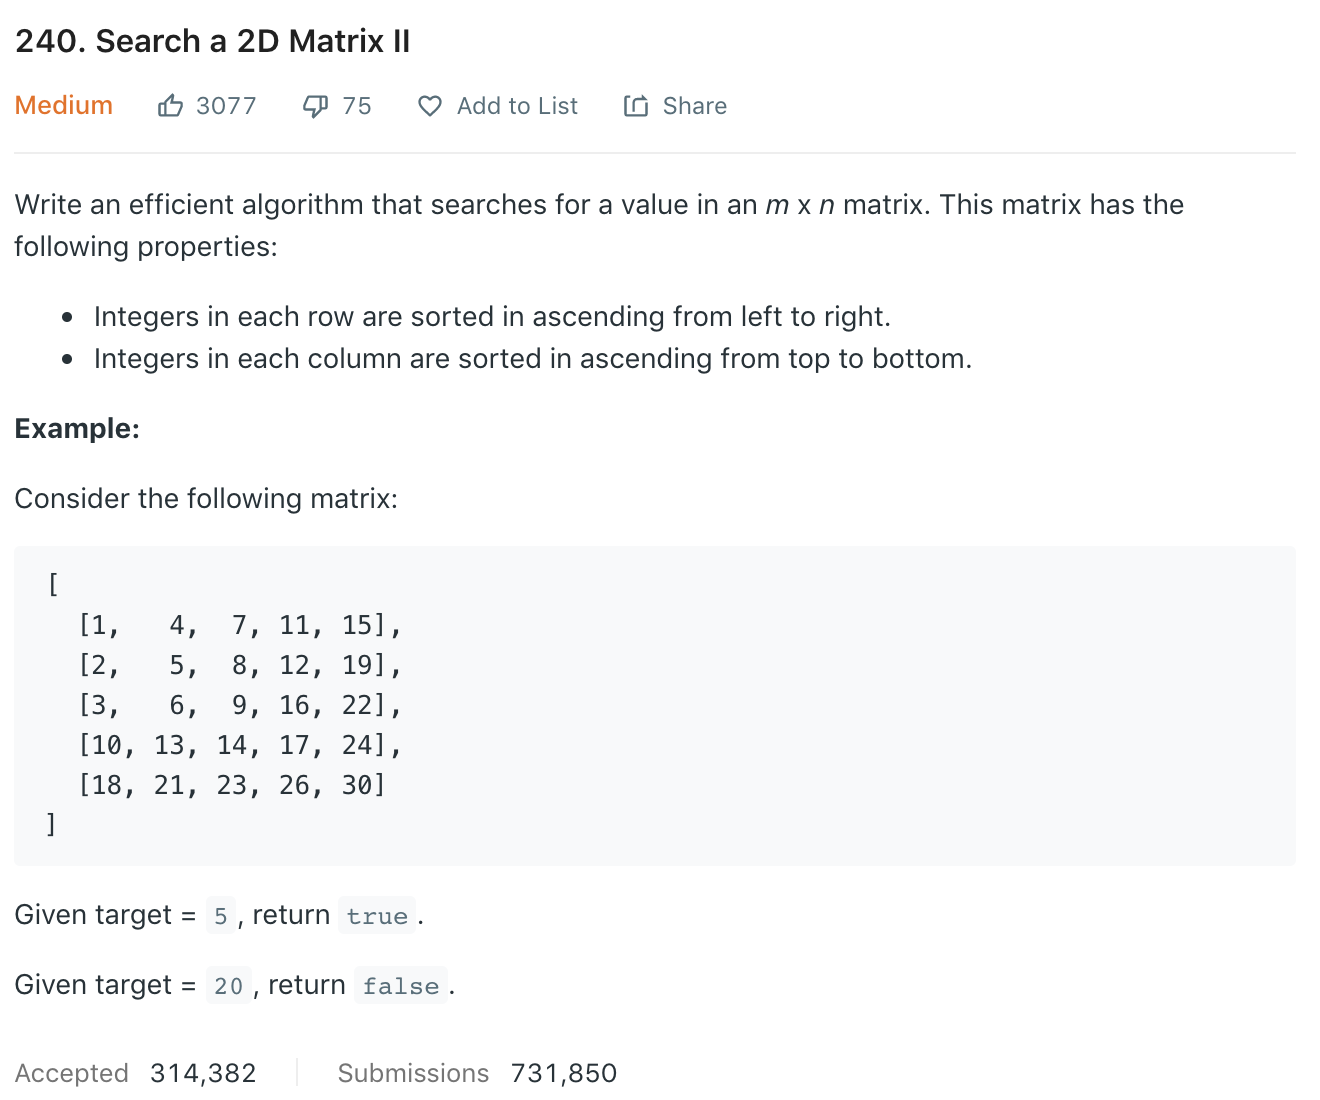 240. Search a 2D Matrix II
Medium 3077 75 Add to List Share
Write an efficient algorithm that searches for a value in an m x n matrix. This matrix has the
following properties:
• Integers in each row are sorted in ascending from left to right.
• Integers in each column are sorted in ascending from top to bottom.
Example:
Consider the following matrix:
[
  [1,   4,  7, 11, 15],
  [2,   5,  8, 12, 19],
  [3,   6,  9, 16, 22],
  [10, 13, 14, 17, 24],
  [18, 21, 23, 26, 30]
]
Given target = 5, return true.
Given target = 20, return false.
Accepted 314,382 Submissions 731,850